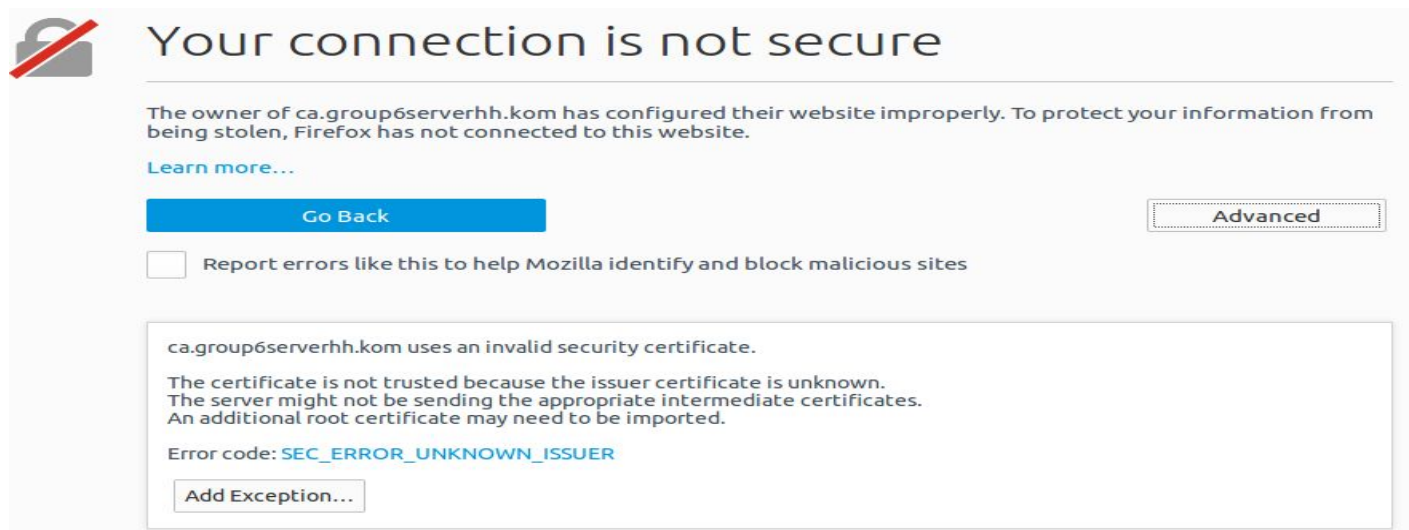 Your connection is not secure
The owner of ca.group6serverhh.kom has configured their website improperly. To protect your information from
being stolen, Firefox has not connected to this website.
Learn more…
Go Back
Advanced
Report errors like this to help Mozilla identify and block malicious sites
ca.group6serverhh.kom uses an invalid security certificate.
The certificate is not trusted because the issuer certificate is unknown.
The server might not be sending the appropriate intermediate certificates.
An additional root certificate may need to be imported.
Error code: SEC_ERROR_UNKNOWN_ISSUER
Add Exception…